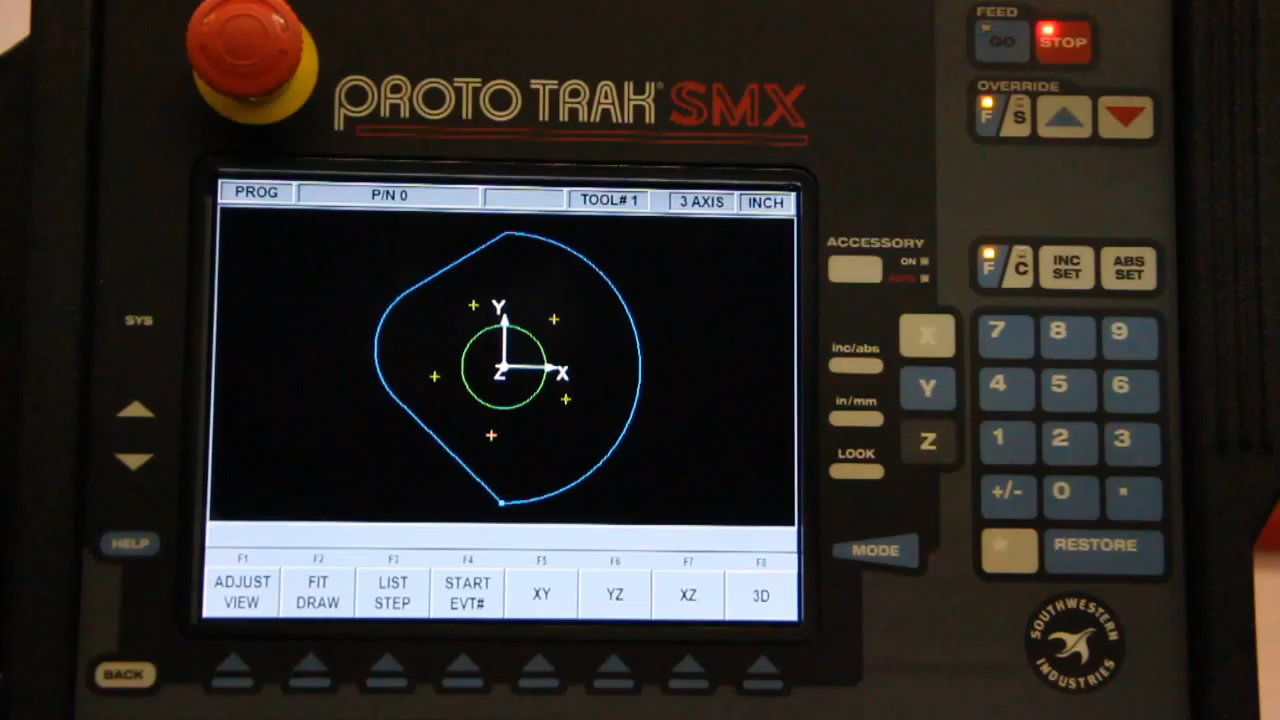 FEED
GO STOP
PROTO TRAK® SMX
OVERRIDE
F S
PROG P/N 0 TOOL# 1 3 AXIS INCH
ACCESSORY
ON
AUTO
F C INC SET ABS SET
Y
Z X
SYS
inc/abs
X 7 8 9
in/mm
Y 4 5 6
LOOK
Z 1 2 3
+/- 0 .
HELP
MODE
* RESTORE
F1 F2 F3 F4 F5 F6 F7 F8
ADJUST VIEW FIT DRAW LIST STEP START EVT# XY YZ XZ 3D
BACK
SOUTHWESTERN INDUSTRIES